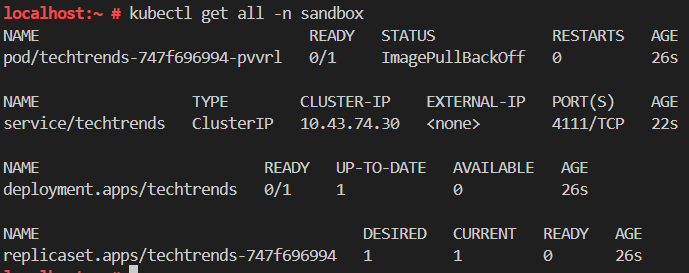 localhost:~ # kubectl get all -n sandbox
NAME READY STATUS RESTARTS AGE
pod/techtrends-747f696994-pvvrl 0/1 ImagePullBackOff 0 26s
NAME TYPE CLUSTER-IP EXTERNAL-IP PORT(S) AGE
service/techtrends ClusterIP 10.43.74.30 <none> 4111/TCP 22s
NAME READY UP-TO-DATE AVAILABLE AGE
deployment.apps/techtrends 0/1 1 0 26s
NAME DESIRED CURRENT READY AGE
replicaset.apps/techtrends-747f696994 1 1 0 26s
localhost:~ #